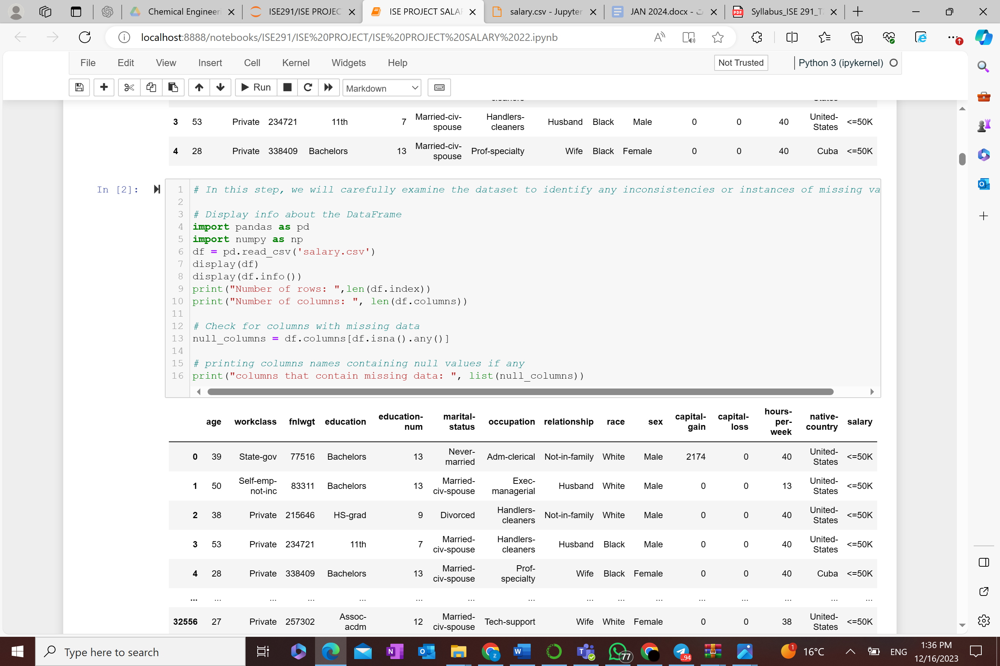 Chemical Engineeri
ISE291/ISE PROJEC
ISE PROJECT SALAR
salary.csv - Jupyter
JAN 2024.docx - ت
Syllabus_ISE 291_T
localhost:8888/notebooks/ISE291/ISE%20PROJECT/ISE%20PROJECT%20SALARY%2022.ipynb
File Edit View Insert Cell Kernel Widgets Help Not Trusted Python 3 (ipykernel)
Run Markdown
3 53 Private 234721 11th 7 Married-civ-spouse Handlers-cleaners Husband Black Male 0 0 40 United-States <=50K
4 28 Private 338409 Bachelors 13 Married-civ-spouse Prof-specialty Wife Black Female 0 0 40 Cuba <=50K
In [2]:
1 # In this step, we will carefully examine the dataset to identify any inconsistencies or instances of missing va
2
3 # Display info about the DataFrame
4 import pandas as pd
5 import numpy as np
6 df = pd.read_csv('salary.csv')
7 display(df)
8 display(df.info())
9 print("Number of rows: ",len(df.index))
10 print("Number of columns: ", len(df.columns))
11
12 # Check for columns with missing data
13 null_columns = df.columns[df.isna().any()]
14
15 # printing columns names containing null values if any
16 print("columns that contain missing data: ", list(null_columns))
age workclass fnlwgt education education-num marital-status occupation relationship race sex capital-gain capital-loss hours-per-week native-country salary
0 39 State-gov 77516 Bachelors 13 Never-married Adm-clerical Not-in-family White Male 2174 0 40 United-States <=50K
1 50 Self-emp-not-inc 83311 Bachelors 13 Married-civ-spouse Exec-managerial Husband White Male 0 0 13 United-States <=50K
2 38 Private 215646 HS-grad 9 Divorced Handlers-cleaners Not-in-family White Male 0 0 40 United-States <=50K
3 53 Private 234721 11th 7 Married-civ-spouse Handlers-cleaners Husband Black Male 0 0 40 United-States <=50K
4 28 Private 338409 Bachelors 13 Married-civ-spouse Prof-specialty Wife Black Female 0 0 40 Cuba <=50K
... ... ... ... ... ... ... ... ... ... ... ... ... ... ... ...
32556 27 Private 257302 Assoc-acdm 12 Married-civ-spouse Tech-support Wife White Female 0 0 38 United-States <=50K
Type here to search
77
..94
1
16°C
ENG
1:36 PM
12/16/2023